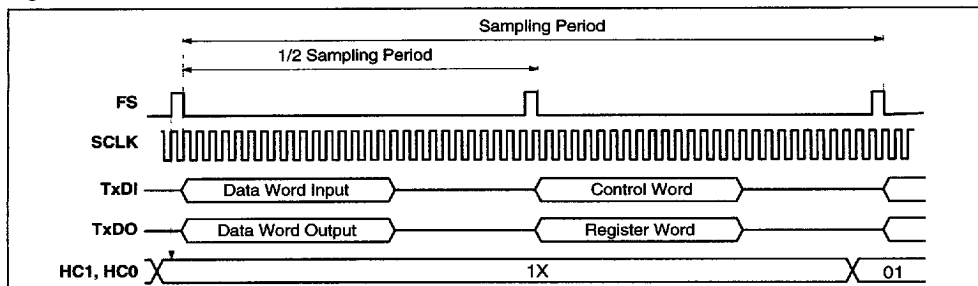 Sampling Period
1/2 Sampling Period
FS
SCLK
TxDI Data Word Input Control Word
TxDO Data Word Output Register Word
HC1, HC0 1X 01